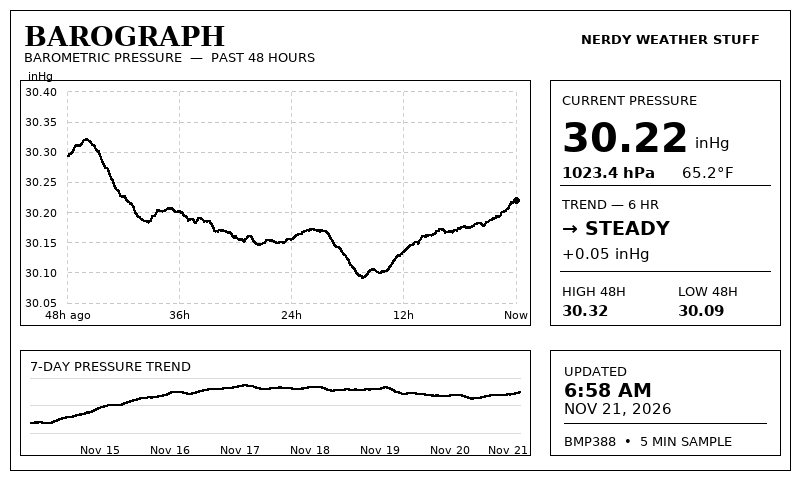 BAROGRAPH
BAROMETRIC PRESSURE — PAST 48 HOURS
NERDY WEATHER STUFF
inHg
30.40
30.35
30.30
30.25
30.20
30.15
30.10
30.05
48h ago 36h 24h 12h Now
CURRENT PRESSURE
30.22 inHg
1023.4 hPa 65.2°F
TREND — 6 HR
→ STEADY
+0.05 inHg
HIGH 48H LOW 48H
30.32 30.09
7-DAY PRESSURE TREND
Nov 15 Nov 16 Nov 17 Nov 18 Nov 19 Nov 20 Nov 21
UPDATED
6:58 AM
NOV 21, 2026
BMP388 • 5 MIN SAMPLE